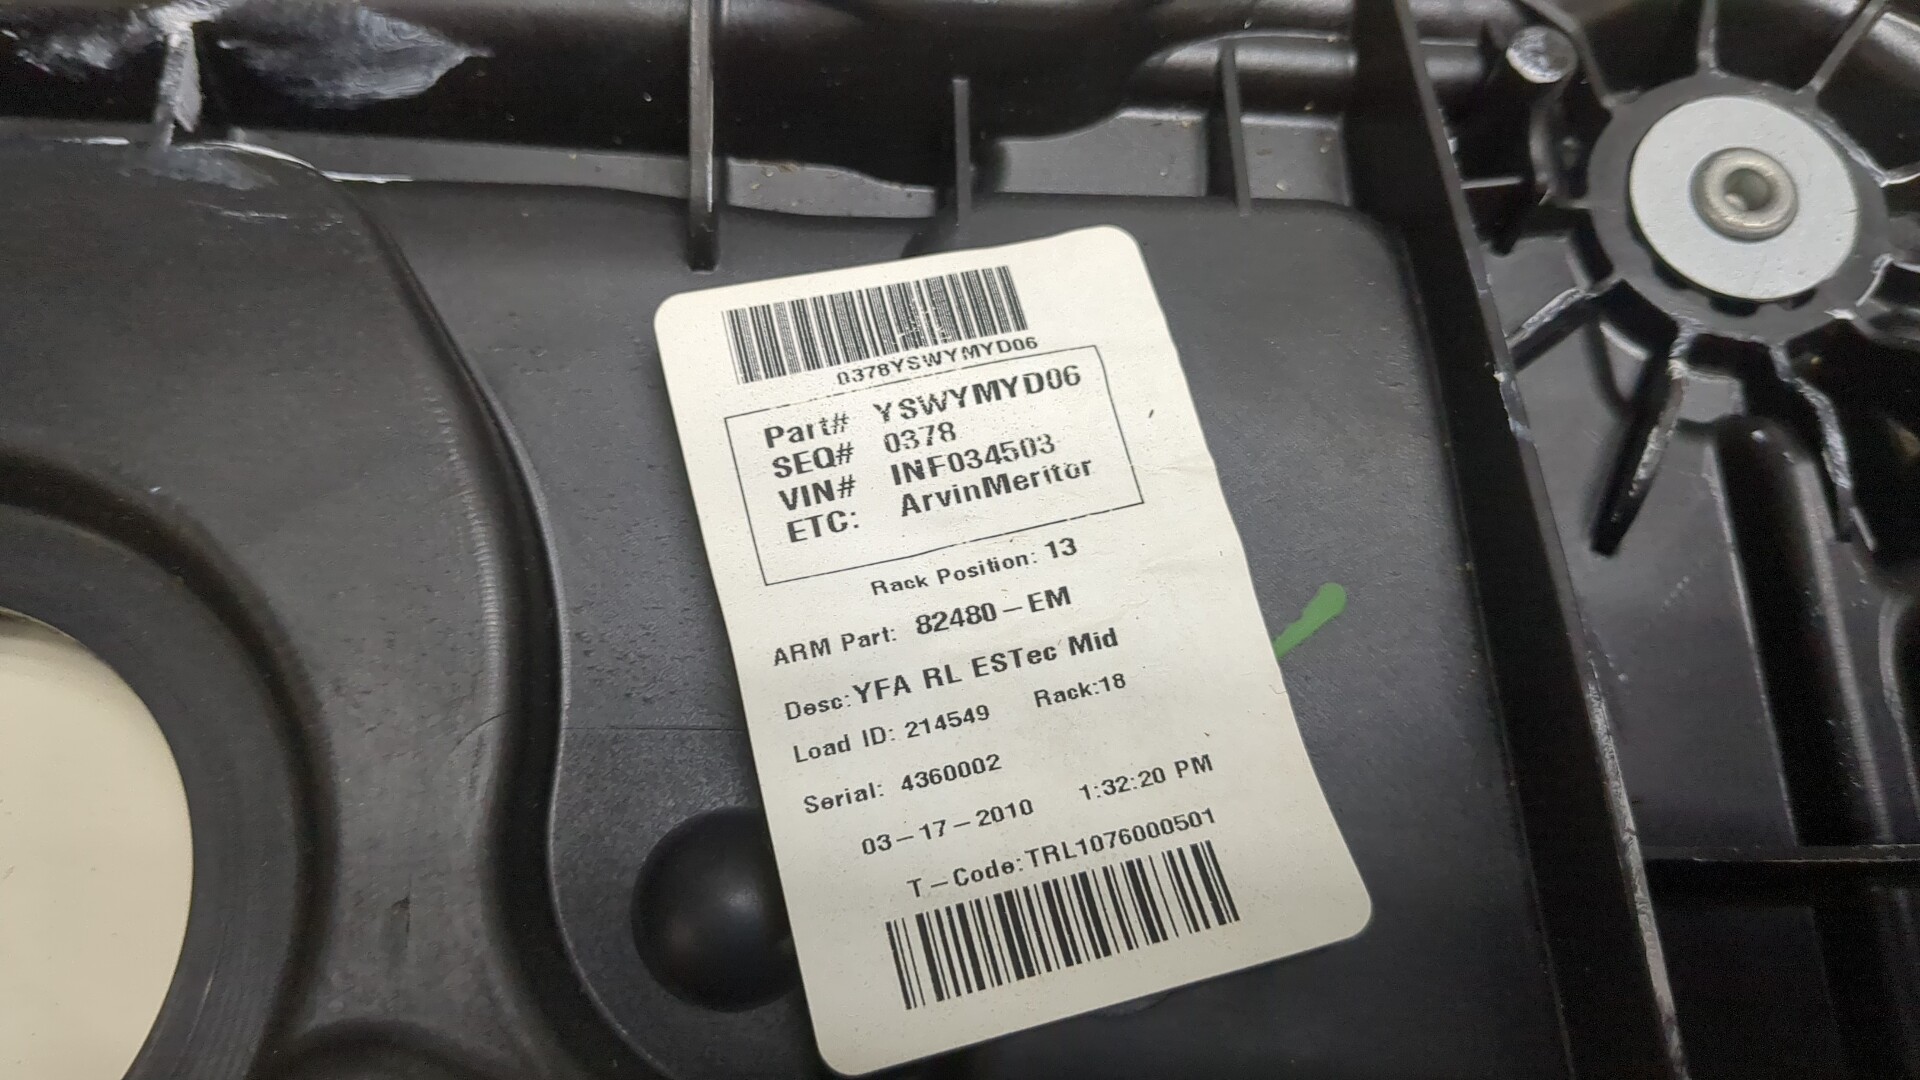 0378YSWYMYD06
Part# YSWYMYD06
SEQ# 0378
VIN# INF034503
ETC: ArvinMeritor
Rack Position: 13
ARM Part: 82480-EM
Desc: YFA RL ESTec Mid
Load ID: 214549 Rack:18
Serial: 4360002
03-17-2010 1:32:20 PM
T-Code: TRL1076000501